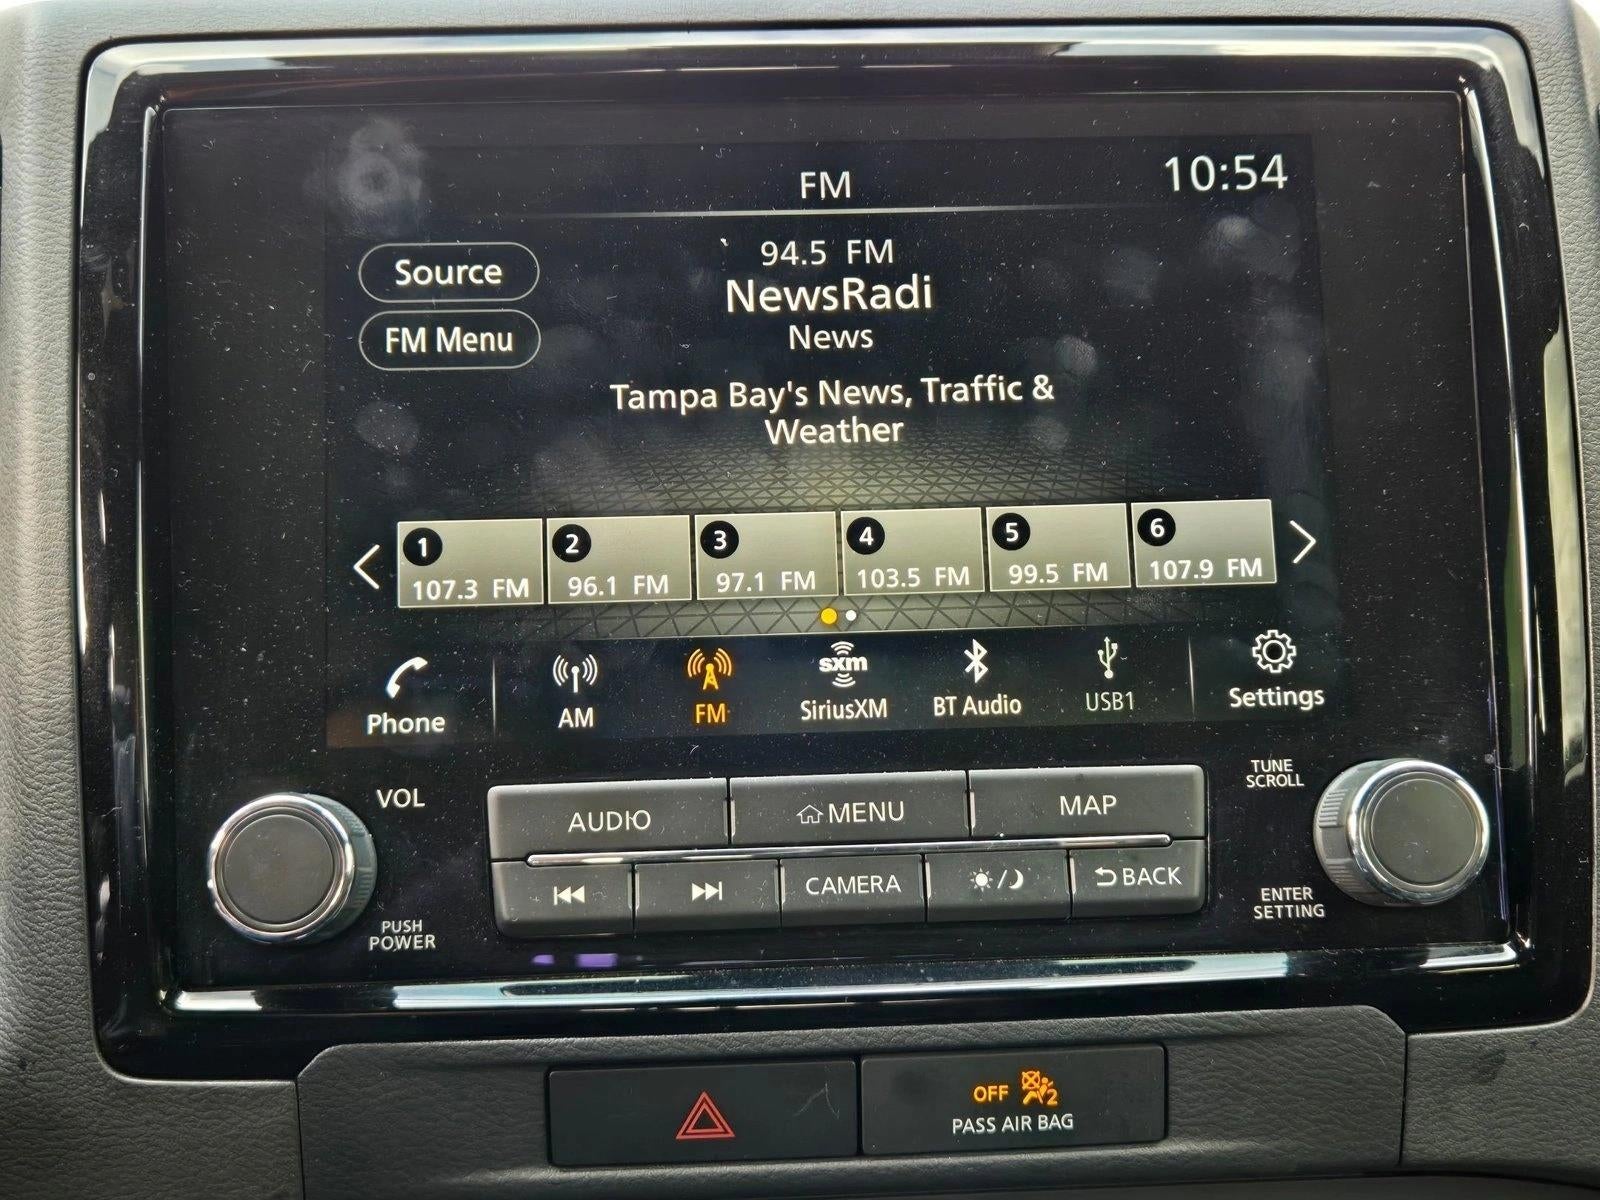 FM
10:54
Source
94.5 FM
NewsRadi
FM Menu
News
Tampa Bay's News, Traffic &
Weather
1
107.3 FM
2
96.1 FM
3
97.1 FM
4
103.5 FM
5
99.5 FM
6
107.9 FM
Phone
AM
FM
sxm
SiriusXM
BT Audio
USB1
Settings
VOL
PUSH
POWER
AUDIO
MENU
MAP
CAMERA
BACK
TUNE
SCROLL
ENTER
SETTING
OFF
2
PASS AIR BAG